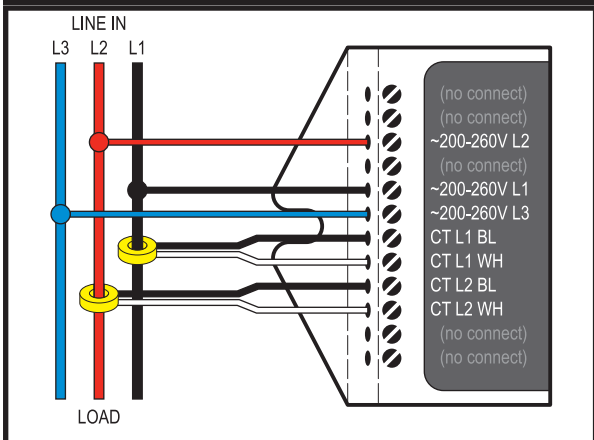 LINE IN
L3 L2 L1
(no connect)
(no connect)
~200-260V L2
(no connect)
~200-260V L1
~200-260V L3
CT L1 BL
CT L1 WH
CT L2 BL
CT L2 WH
(no connect)
(no connect)
LOAD